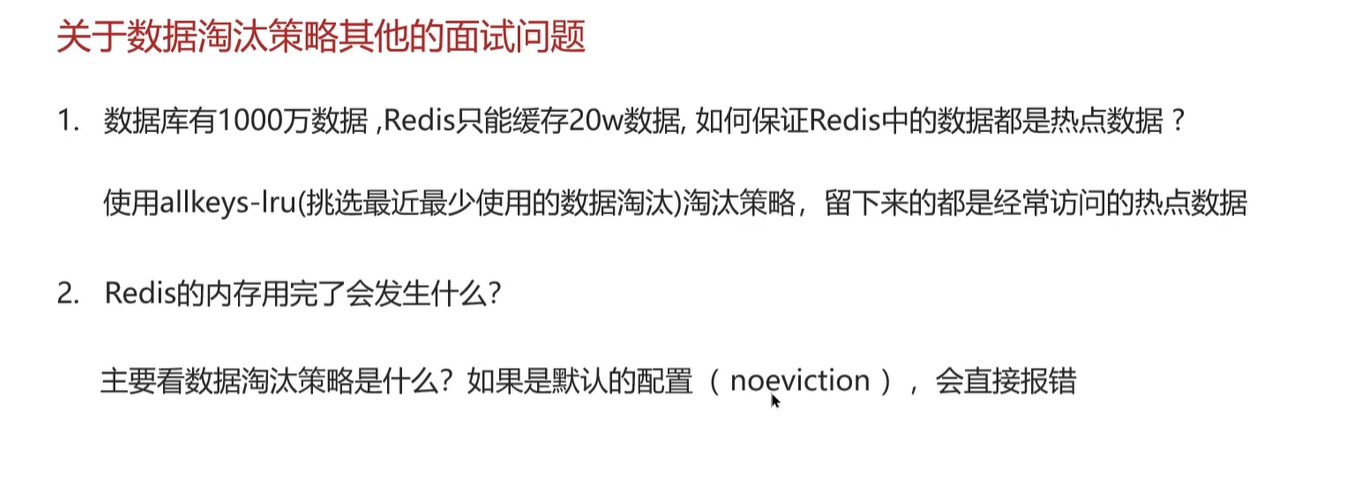 关于数据淘汰策略其他的面试问题
1. 数据库有1000万数据 ,Redis只能缓存20w数据, 如何保证Redis中的数据都是热点数据 ?
使用allkeys-lru(挑选最近最少使用的数据淘汰)淘汰策略，留下来的都是经常访问的热点数据
2. Redis的内存用完了会发生什么？
主要看数据淘汰策略是什么？如果是默认的配置（ noeviction ），会直接报错